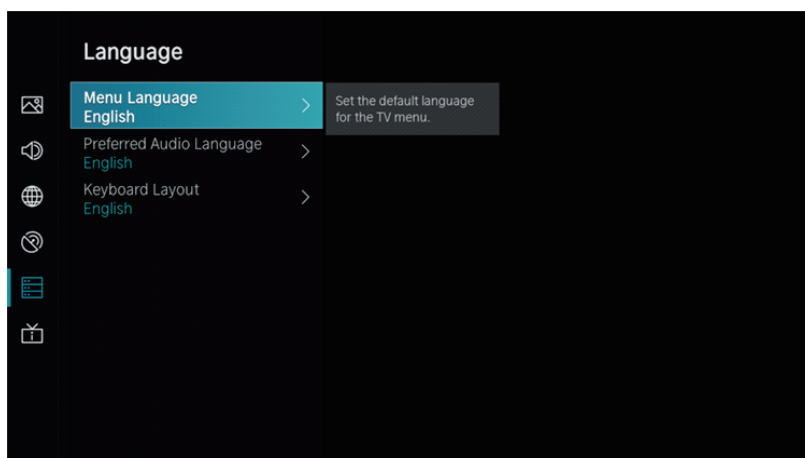 Language
Menu Language
English
Set the default language
for the TV menu.
Preferred Audio Language
English
Keyboard Layout
English